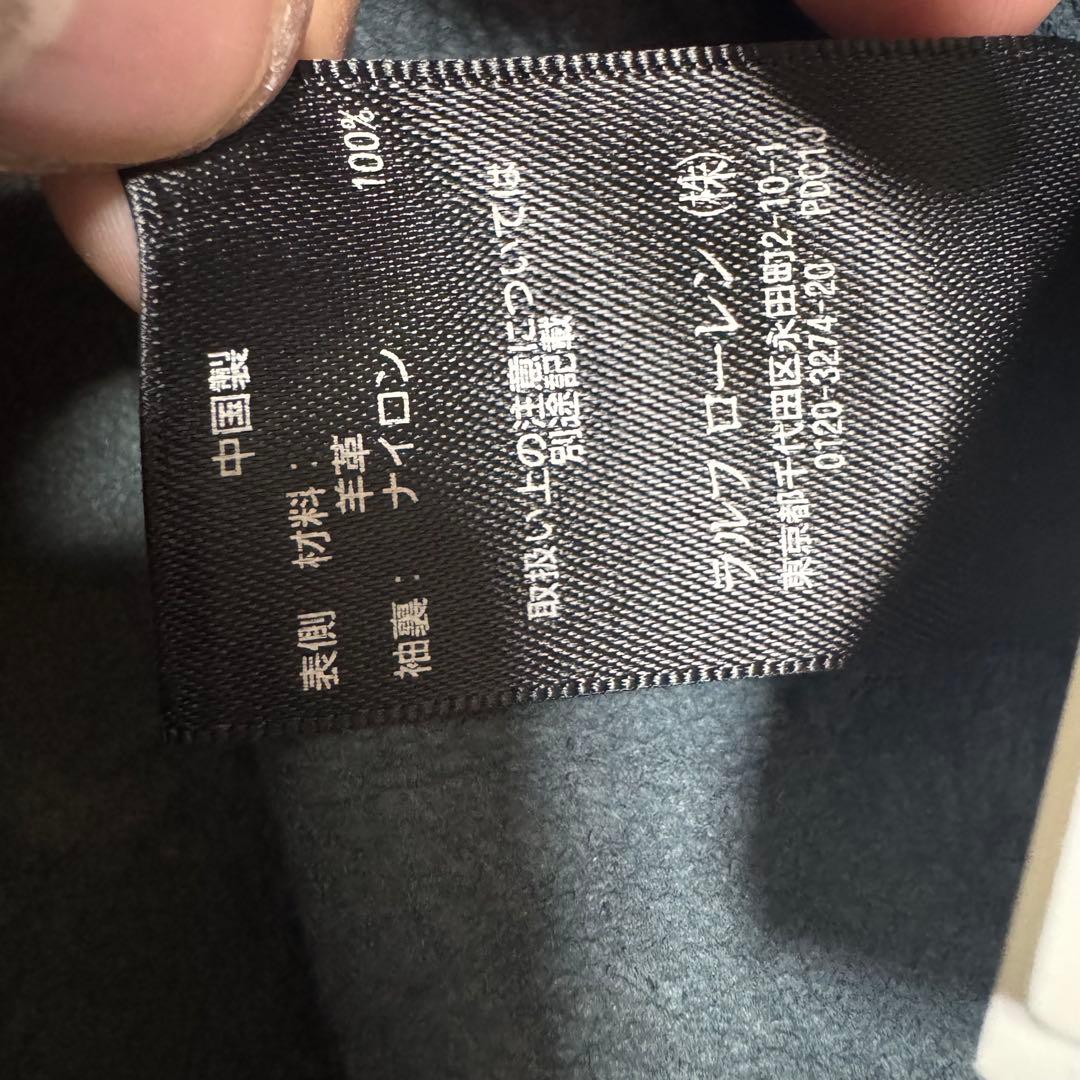 中国製
表側 材料:
羊革 100%
袖裏: ナイロン
取扱い上の注意については
別途記載
ラルフ ローレン (株)
東京都千代田区永田町2-10-1
0120-3274-20 PDC10